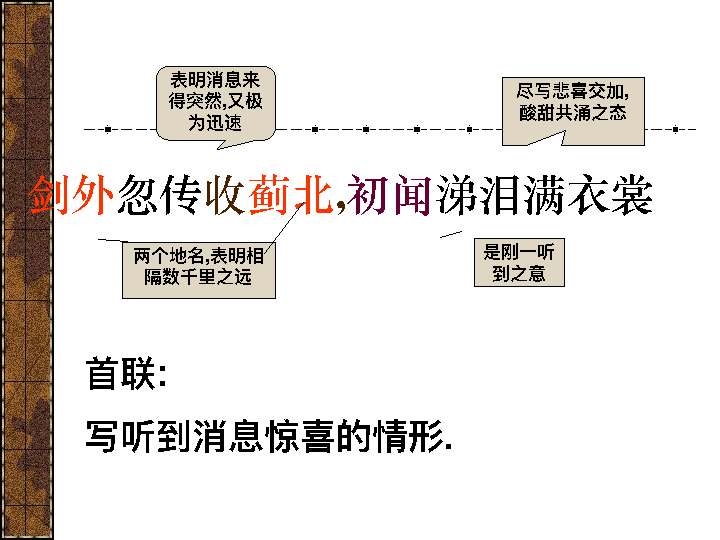 表明消息来
得突然,又极
为迅速
尽写悲喜交加,
酸甜共涌之态
剑外忽传收蓟北,初闻涕泪满衣裳
两个地名,表明相
隔数千里之远
是刚一听
到之意
首联:
写听到消息惊喜的情形.